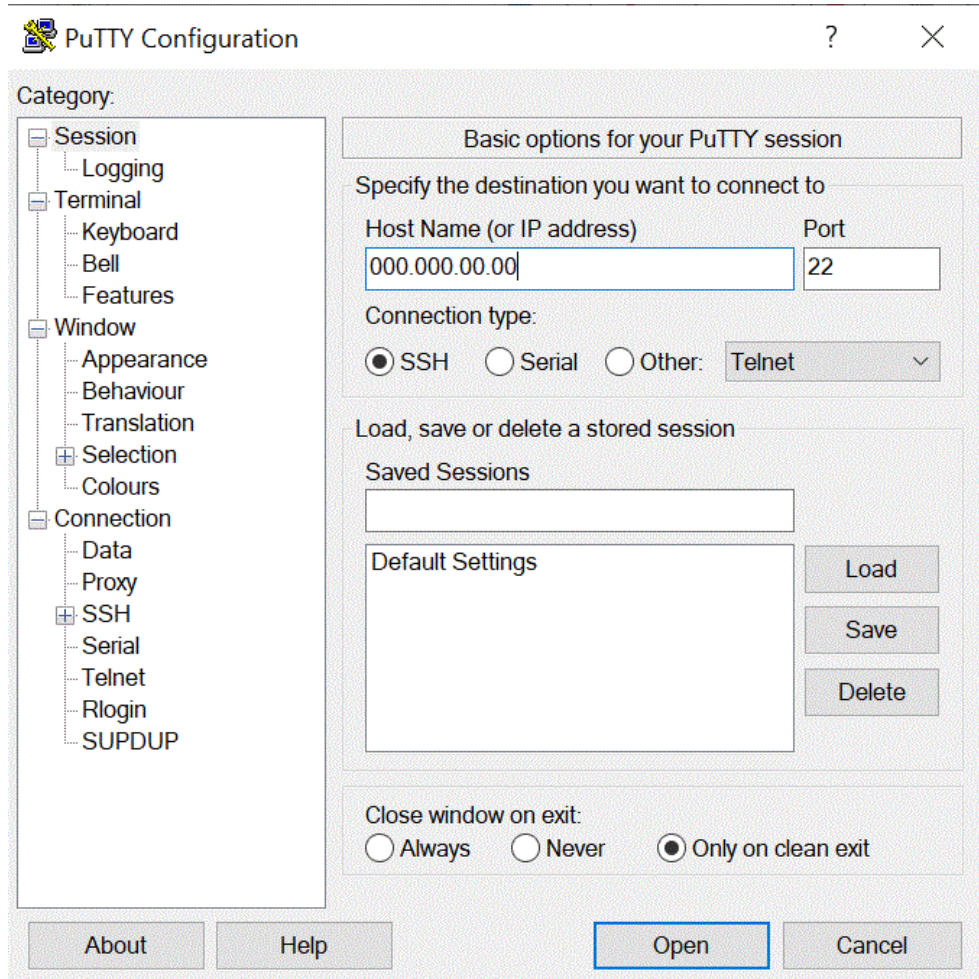 PuTTY Configuration
?
Category:
Session
Logging
Terminal
Keyboard
Bell
Features
Window
Appearance
Behaviour
Translation
Selection
Colours
Connection
Data
Proxy
SSH
Serial
Telnet
Rlogin
SUPDUP
Basic options for your PuTTY session
Specify the destination you want to connect to
Host Name (or IP address) Port
000.000.00.00 22
Connection type:
SSH Serial Other: Telnet
Load, save or delete a stored session
Saved Sessions
Default Settings
Load
Save
Delete
Close window on exit:
Always Never Only on clean exit
About Help Open Cancel